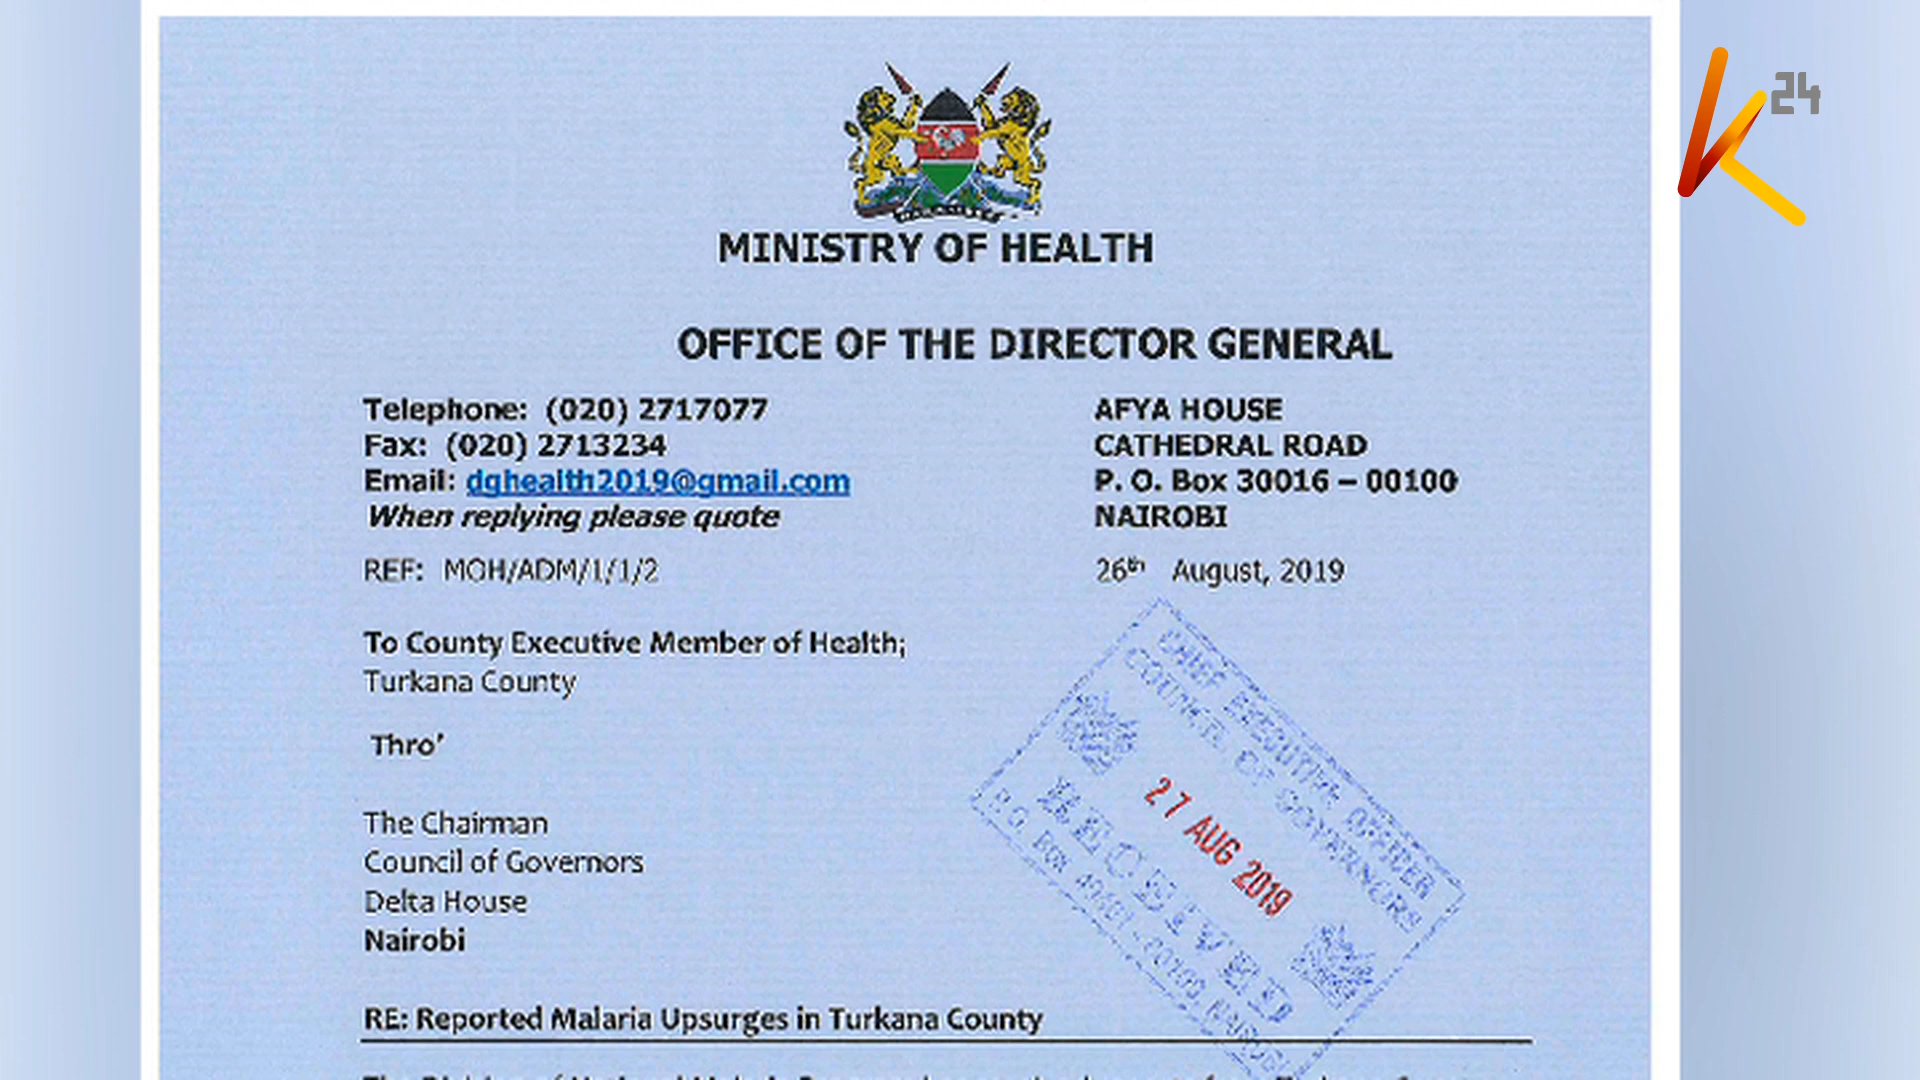 K24
MINISTRY OF HEALTH
OFFICE OF THE DIRECTOR GENERAL
Telephone: (020) 2717077
Fax: (020) 2713234
Email: dghealth2019@gmail.com
When replying please quote
AFYA HOUSE
CATHEDRAL ROAD
P. O. Box 30016 – 00100
NAIROBI
REF: MOH/ADM/1/1/2
26th August, 2019
To County Executive Member of Health;
Turkana County
Thro’
The Chairman
Council of Governors
Delta House
Nairobi
CHIEF EXECUTIVE OFFICER
COUNCIL OF GOVERNORS
27 AUG 2019
RECEIVED
P.O. BOX 00100, NAIROBI
RE: Reported Malaria Upsurges in Turkana County